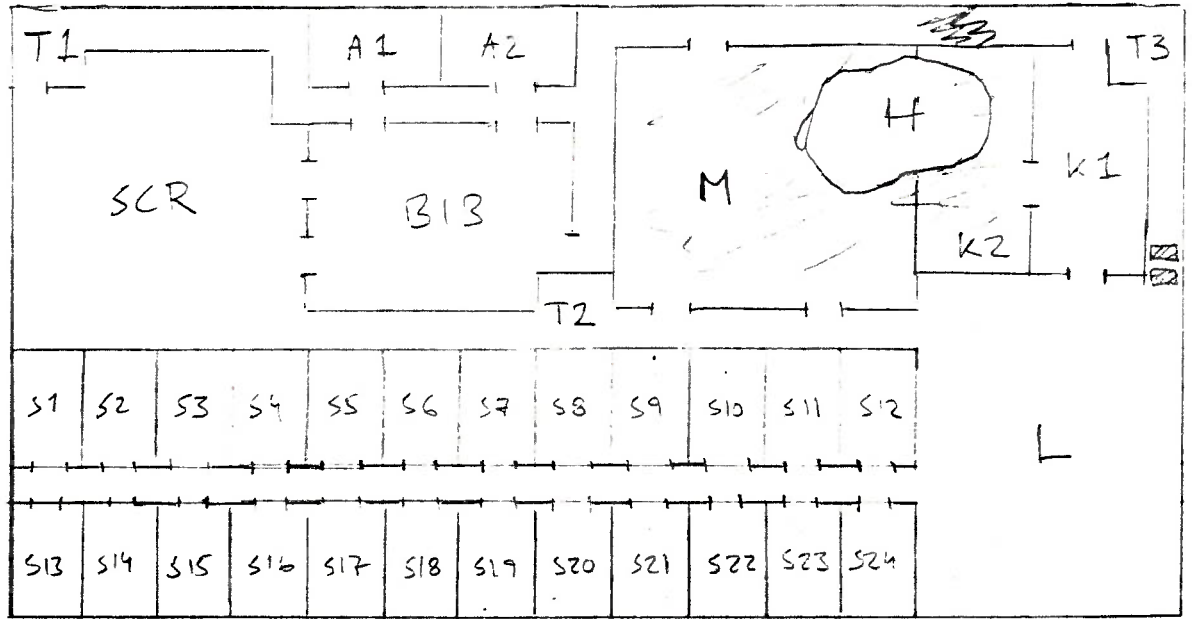 T1 A1 A2 T3
H
SCR B13 M K1
K2
T2
S1 S2 S3 S4 S5 S6 S7 S8 S9 S10 S11 S12
L
S13 S14 S15 S16 S17 S18 S19 S20 S21 S22 S23 S24